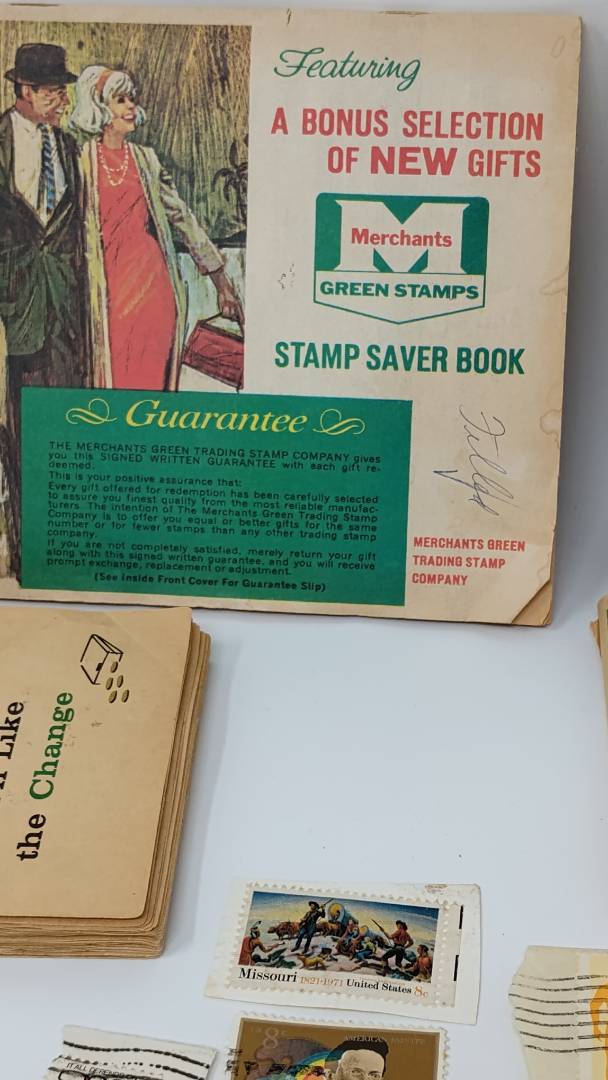 Featuring
A BONUS SELECTION
OF NEW GIFTS
Merchants
GREEN STAMPS
STAMP SAVER BOOK
Guarantee
THE MERCHANTS GREEN TRADING STAMP COMPANY gives
you this SIGNED WRITTEN GUARANTEE with each gift re-
deemed.
This is your positive assurance that:
Every gift offered for redemption has been carefully selected
to assure you finest quality from the most reliable manufac-
turers. The intention of The Merchants Green Trading Stamp
Company is to offer you equal or better gifts for the same
number or for fewer stamps than any other trading stamp
company.
If you are not completely satisfied, merely return your gift
along with this signed written guarantee, and you will receive
prompt exchange, replacement or adjustment.
(See Inside Front Cover For Guarantee Slip)
MERCHANTS GREEN
TRADING STAMP
COMPANY
Like
the Change
Missouri 1821-1971 United States 8c
8c
AMERICAN
IT ALL DEPENDS